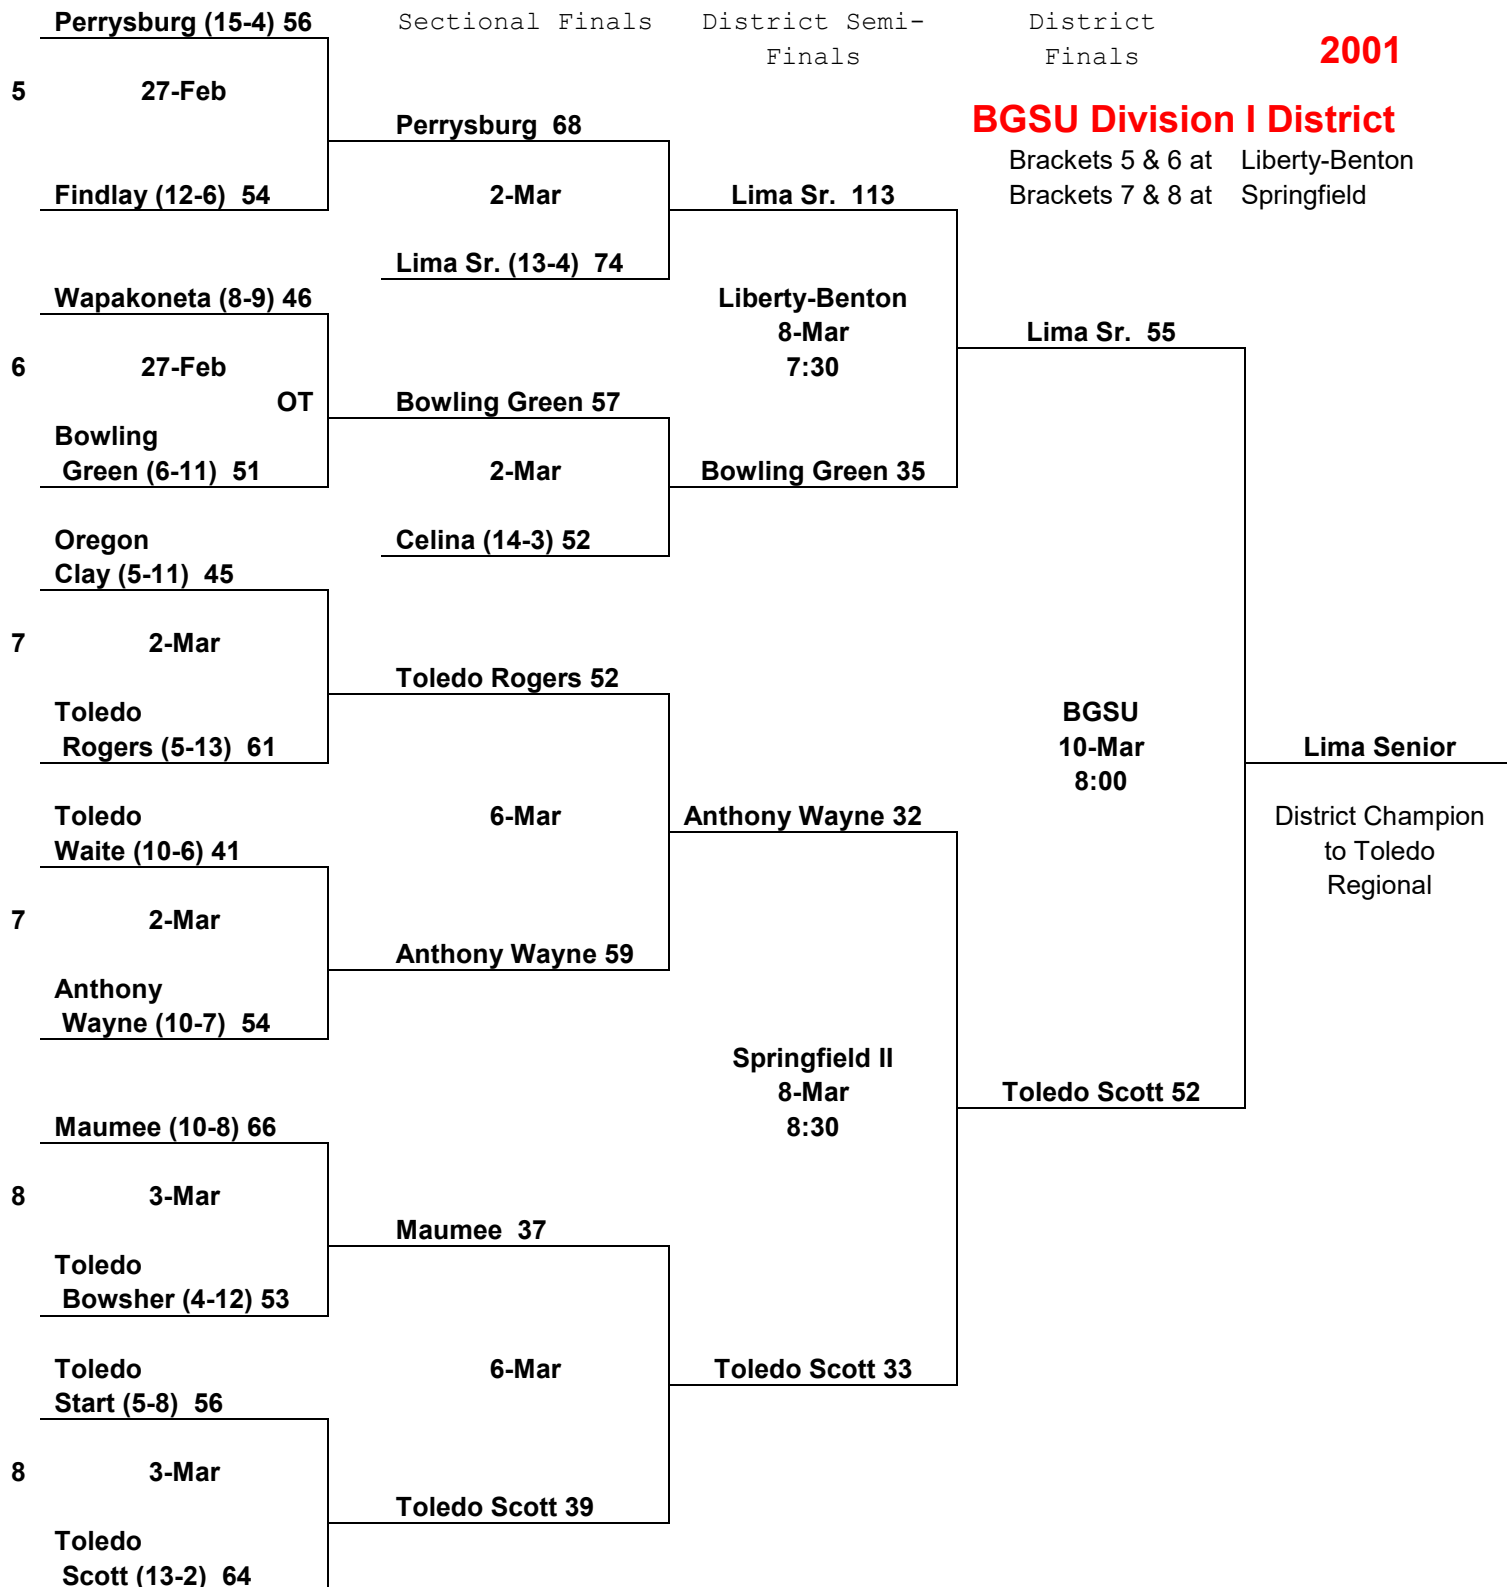 Perrysburg (15-4) 56
Sectional Finals
District Semi-
Finals
District
Finals
2001
5
27-Feb
Perrysburg  68
BGSU Division I District
Brackets 5 & 6 at
Liberty-Benton
Findlay (12-6)  54
2-Mar
Lima Sr.  113
Brackets 7 & 8 at
Springfield
Lima Sr. (13-4)  74
Wapakoneta (8-9) 46
Liberty-Benton
8-Mar
7:30
Lima Sr.  55
6
27-Feb
OT
Bowling Green 57
Bowling
Green (6-11)  51
2-Mar
Bowling Green 35
Oregon
Clay (5-11)  45
Celina (14-3) 52
7
2-Mar
Toledo Rogers 52
Toledo
Rogers (5-13)  61
BGSU
10-Mar
8:00
Lima Senior
Toledo
Waite (10-6) 41
6-Mar
Anthony Wayne 32
District Champion
to Toledo
Regional
7
2-Mar
Anthony Wayne 59
Anthony
Wayne (10-7)  54
Springfield II
8-Mar
8:30
Toledo Scott 52
Maumee (10-8) 66
8
3-Mar
Maumee  37
Toledo
Bowsher (4-12) 53
Toledo
Start (5-8)  56
6-Mar
Toledo Scott 33
8
3-Mar
Toledo Scott 39
Toledo
Scott (13-2)  64